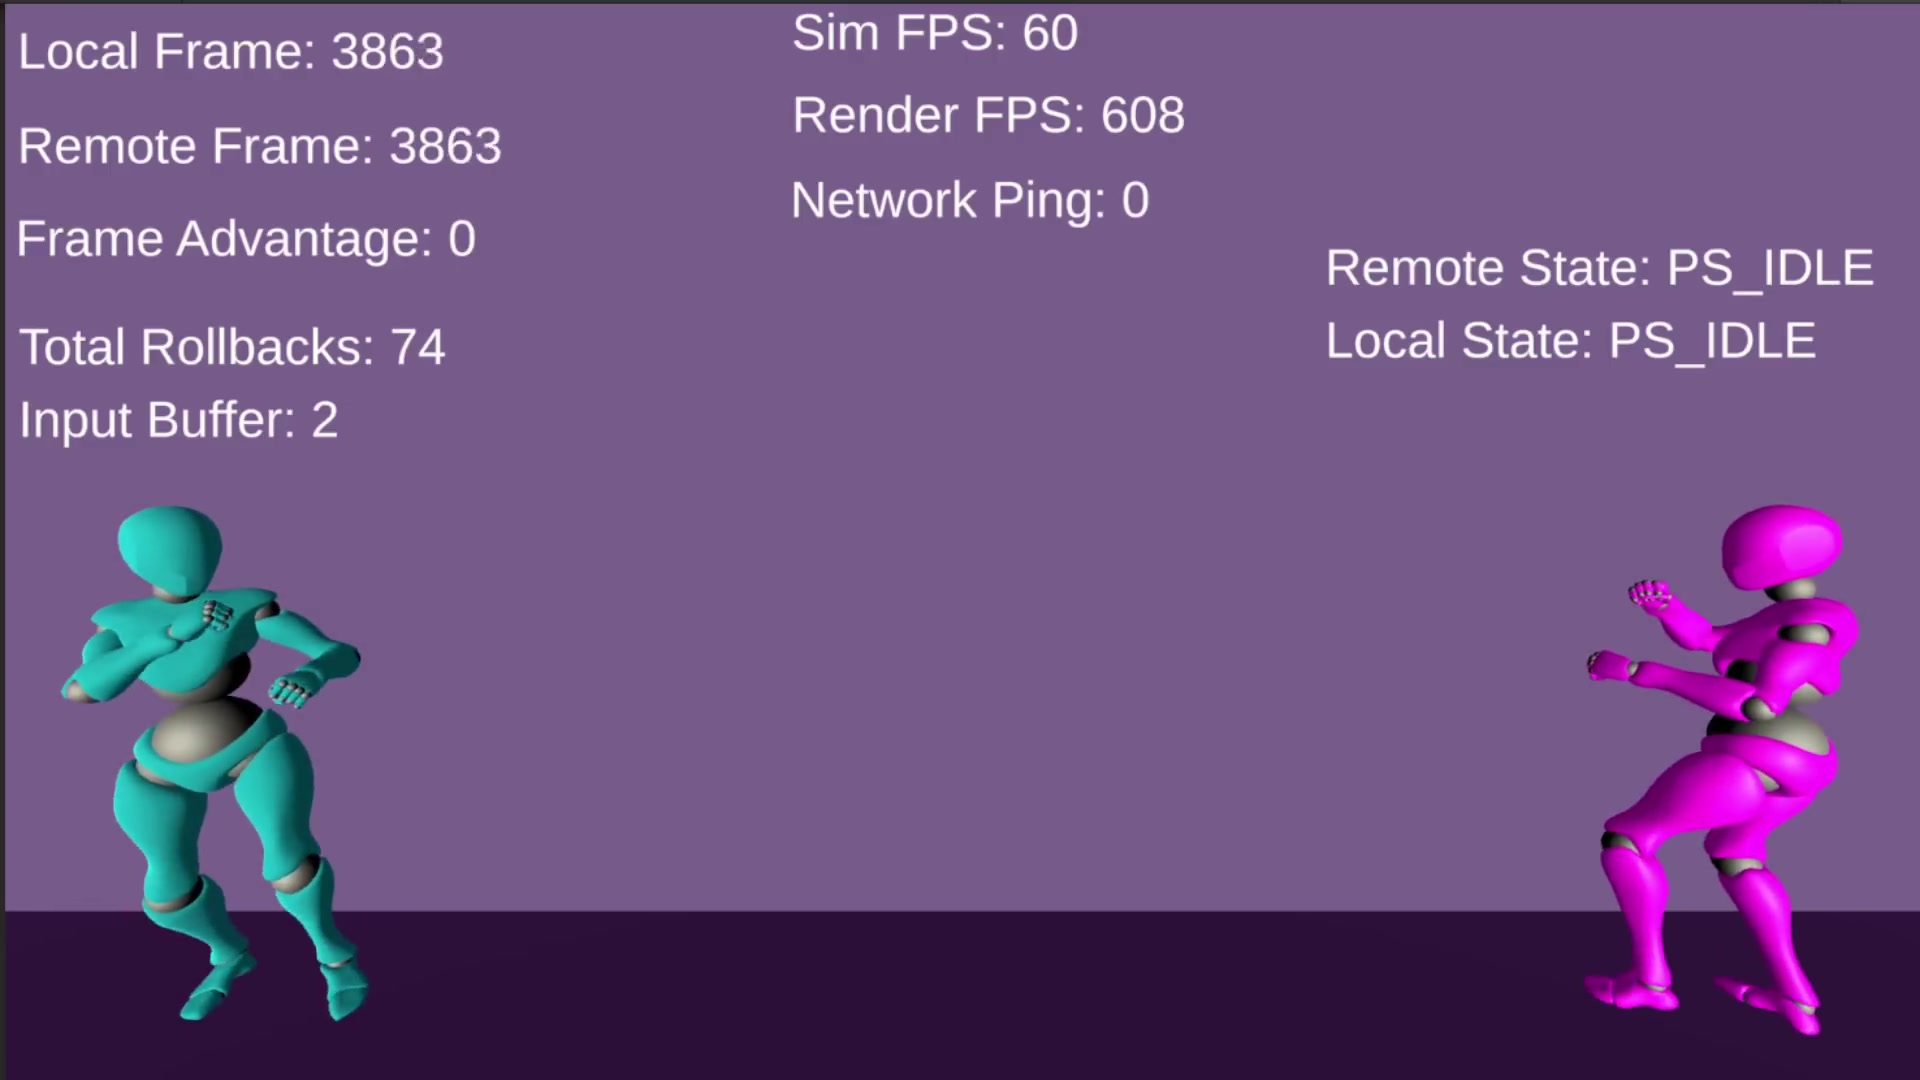 Local Frame: 3863
Remote Frame: 3863
Frame Advantage: 0
Total Rollbacks: 74
Input Buffer: 2
Sim FPS: 60
Render FPS: 608
Network Ping: 0
Remote State: PS_IDLE
Local State: PS_IDLE